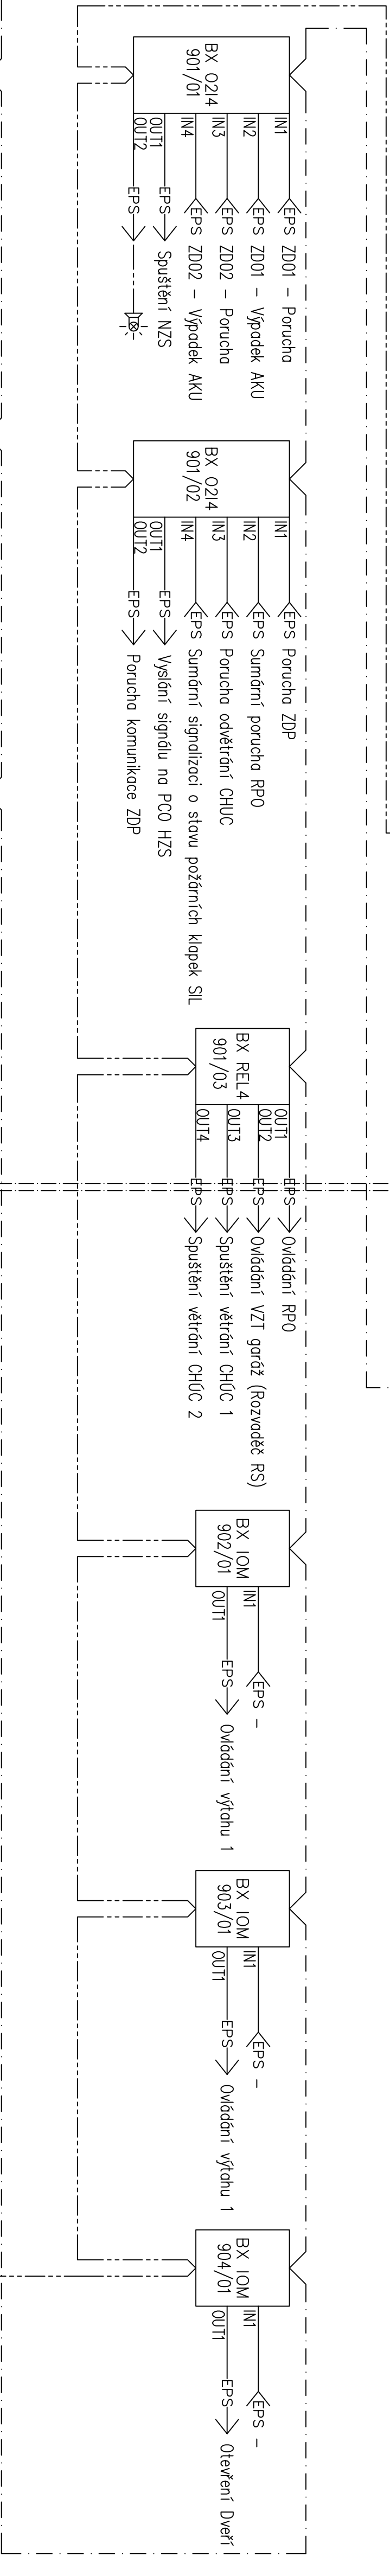 BX O2I4
901/01
IN1
EPS ZD01 – Porucha
IN2
EPS ZD01 – Výpadek AKU
IN3
EPS ZD02 – Porucha
IN4
EPS ZD02 – Výpadek AKU
OUT1
EPS Spuštění NZS
OUT2
EPS
BX O2I4
901/02
IN1
EPS Porucha ZDP
IN2
EPS Sumární porucha RPO
IN3
EPS Porucha odvětrání CHUC
IN4
EPS Sumární signalizaci o stavu požárních klapek SIL
OUT1
EPS Vyslání signálu na PCO HZS
OUT2
EPS Porucha komunikace ZDP
BX REL4
901/03
OUT1
EPS Ovládání RPO
OUT2
EPS Ovládání VZT garáž (Rozvaděč RS)
OUT3
EPS Spuštění větrání CHÚC 1
OUT4
EPS Spuštění větrání CHÚC 2
BX IOM
902/01
IN1
EPS –
OUT1
EPS Ovládání výtahu 1
BX IOM
903/01
IN1
EPS –
OUT1
EPS Ovládání výtahu 1
BX IOM
904/01
IN1
EPS –
OUT1
EPS Otevření Dveří